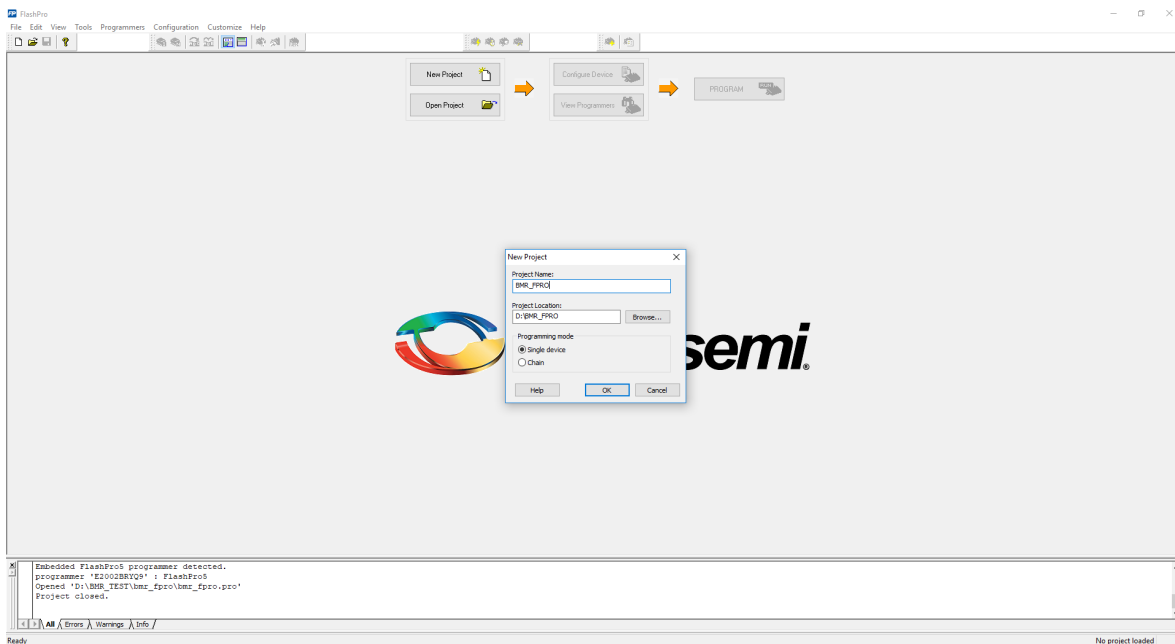 FP FlashPro
File Edit View Tools Programmers Configuration Customize Help
New Project
Configure Device
PROGRAM
Open Project
View Programmers
New Project
Project Name:
BMR_FPRO
Project Location:
D:\BMR_FPRO
Browse...
Programming mode
Single device
Chain
Help OK Cancel
semi.
Embedded FlashPro5 programmer detected.
programmer 'E2002BRYQ9' : FlashPro5
Opened 'D:\BMR_TEST\bmr_fpro\bmr_fpro.pro'
Project closed.
All Errors Warnings Info
Ready No project loaded